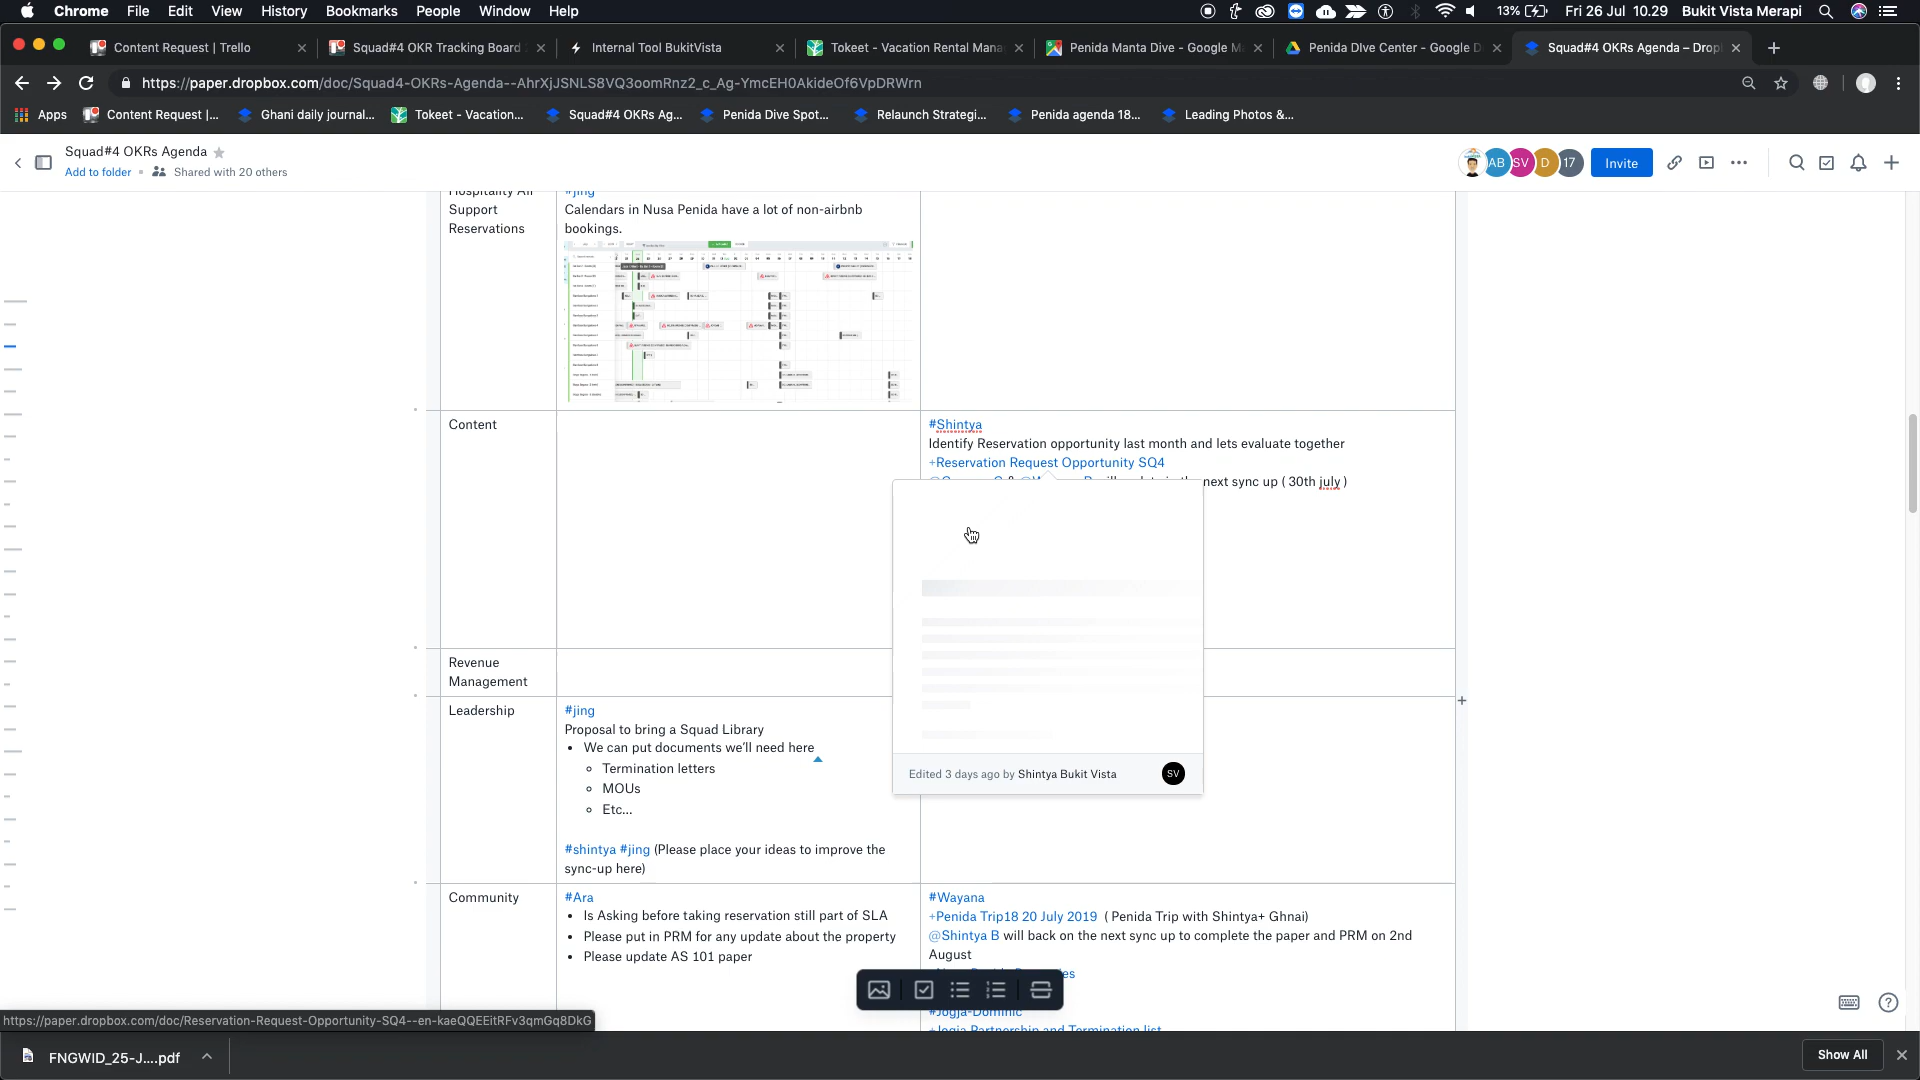 Chrome File Edit View History Bookmarks People Window Help
13% Fri 26 Jul 10.29 Bukit Vista Merapi
Content Request | Trello
Squad#4 OKR Tracking Board
Internal Tool BukitVista
Tokeet - Vacation Rental Mana
Penida Manta Dive - Google M
Penida DIve Center - Google D
Squad#4 OKRs Agenda – Drop
https://paper.dropbox.com/doc/Squad4-OKRs-Agenda--AhrXjJSNLS8VQ3oomRnz2_c_Ag-YmcEH0AkideOf6VpDRWrn
Apps
Content Request |...
Ghani daily journal...
Tokeet - Vacation...
Squad#4 OKRs Ag...
Penida Dive Spot...
Relaunch Strategi...
Penida agenda 18...
Leading Photos &...
Squad#4 OKRs Agenda
Add to folder • Shared with 20 others
AB SV D 17 Invite
Hospitality Air
Support
Reservations
#jing
Calendars in Nusa Penida have a lot of non-airbnb
bookings.
Content
#Shintya
Identify Reservation opportunity last month and lets evaluate together
+Reservation Request Opportunity SQ4
next sync up ( 30th july )
Edited 3 days ago by Shintya Bukit Vista SV
Revenue
Management
Leadership
#jing
Proposal to bring a Squad Library
• We can put documents we'll need here
Termination letters
MOUs
Etc...
#shintya #jing (Please place your ideas to improve the
sync-up here)
Community
#Ara
• Is Asking before taking reservation still part of SLA
• Please put in PRM for any update about the property
• Please update AS 101 paper
#Wayana
+Penida Trip18 20 July 2019 ( Penida Trip with Shintya+ Ghnai)
@Shintya B will back on the next sync up to complete the paper and PRM on 2nd
August
#Jogja-Dominic
+Jogja Partnership and Termination list
https://paper.dropbox.com/doc/Reservation-Request-Opportunity-SQ4--en-kaeQQEEitRFv3qmGq8DkG
FNGWID_25-J....pdf
Show All